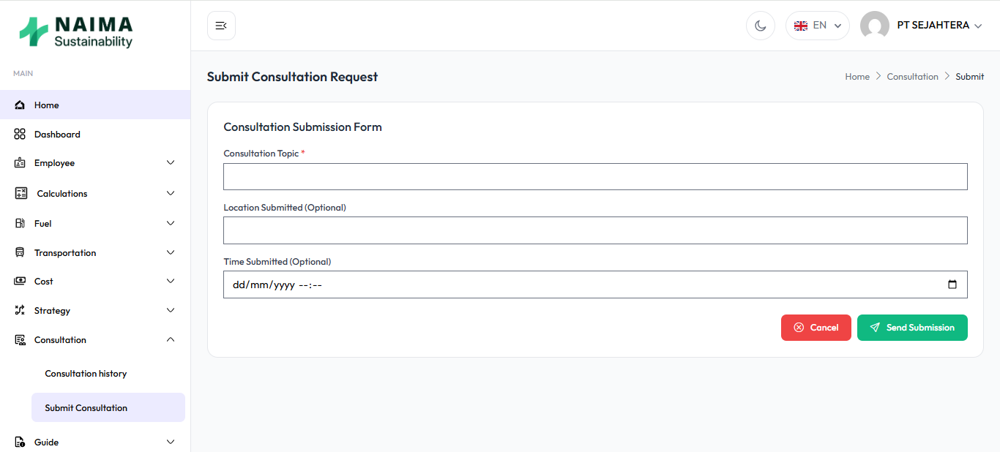 NAIMA
Sustainability
EN
PT SEJAHTERA
MAIN
Home
Dashboard
Employee
Calculations
Fuel
Transportation
Cost
Strategy
Consultation
Consultation history
Submit Consultation
Guide
Submit Consultation Request
Home > Consultation > Submit
Consultation Submission Form
Consultation Topic *
Location Submitted (Optional)
Time Submitted (Optional)
dd/mm/yyyy --:--
Cancel
Send Submission